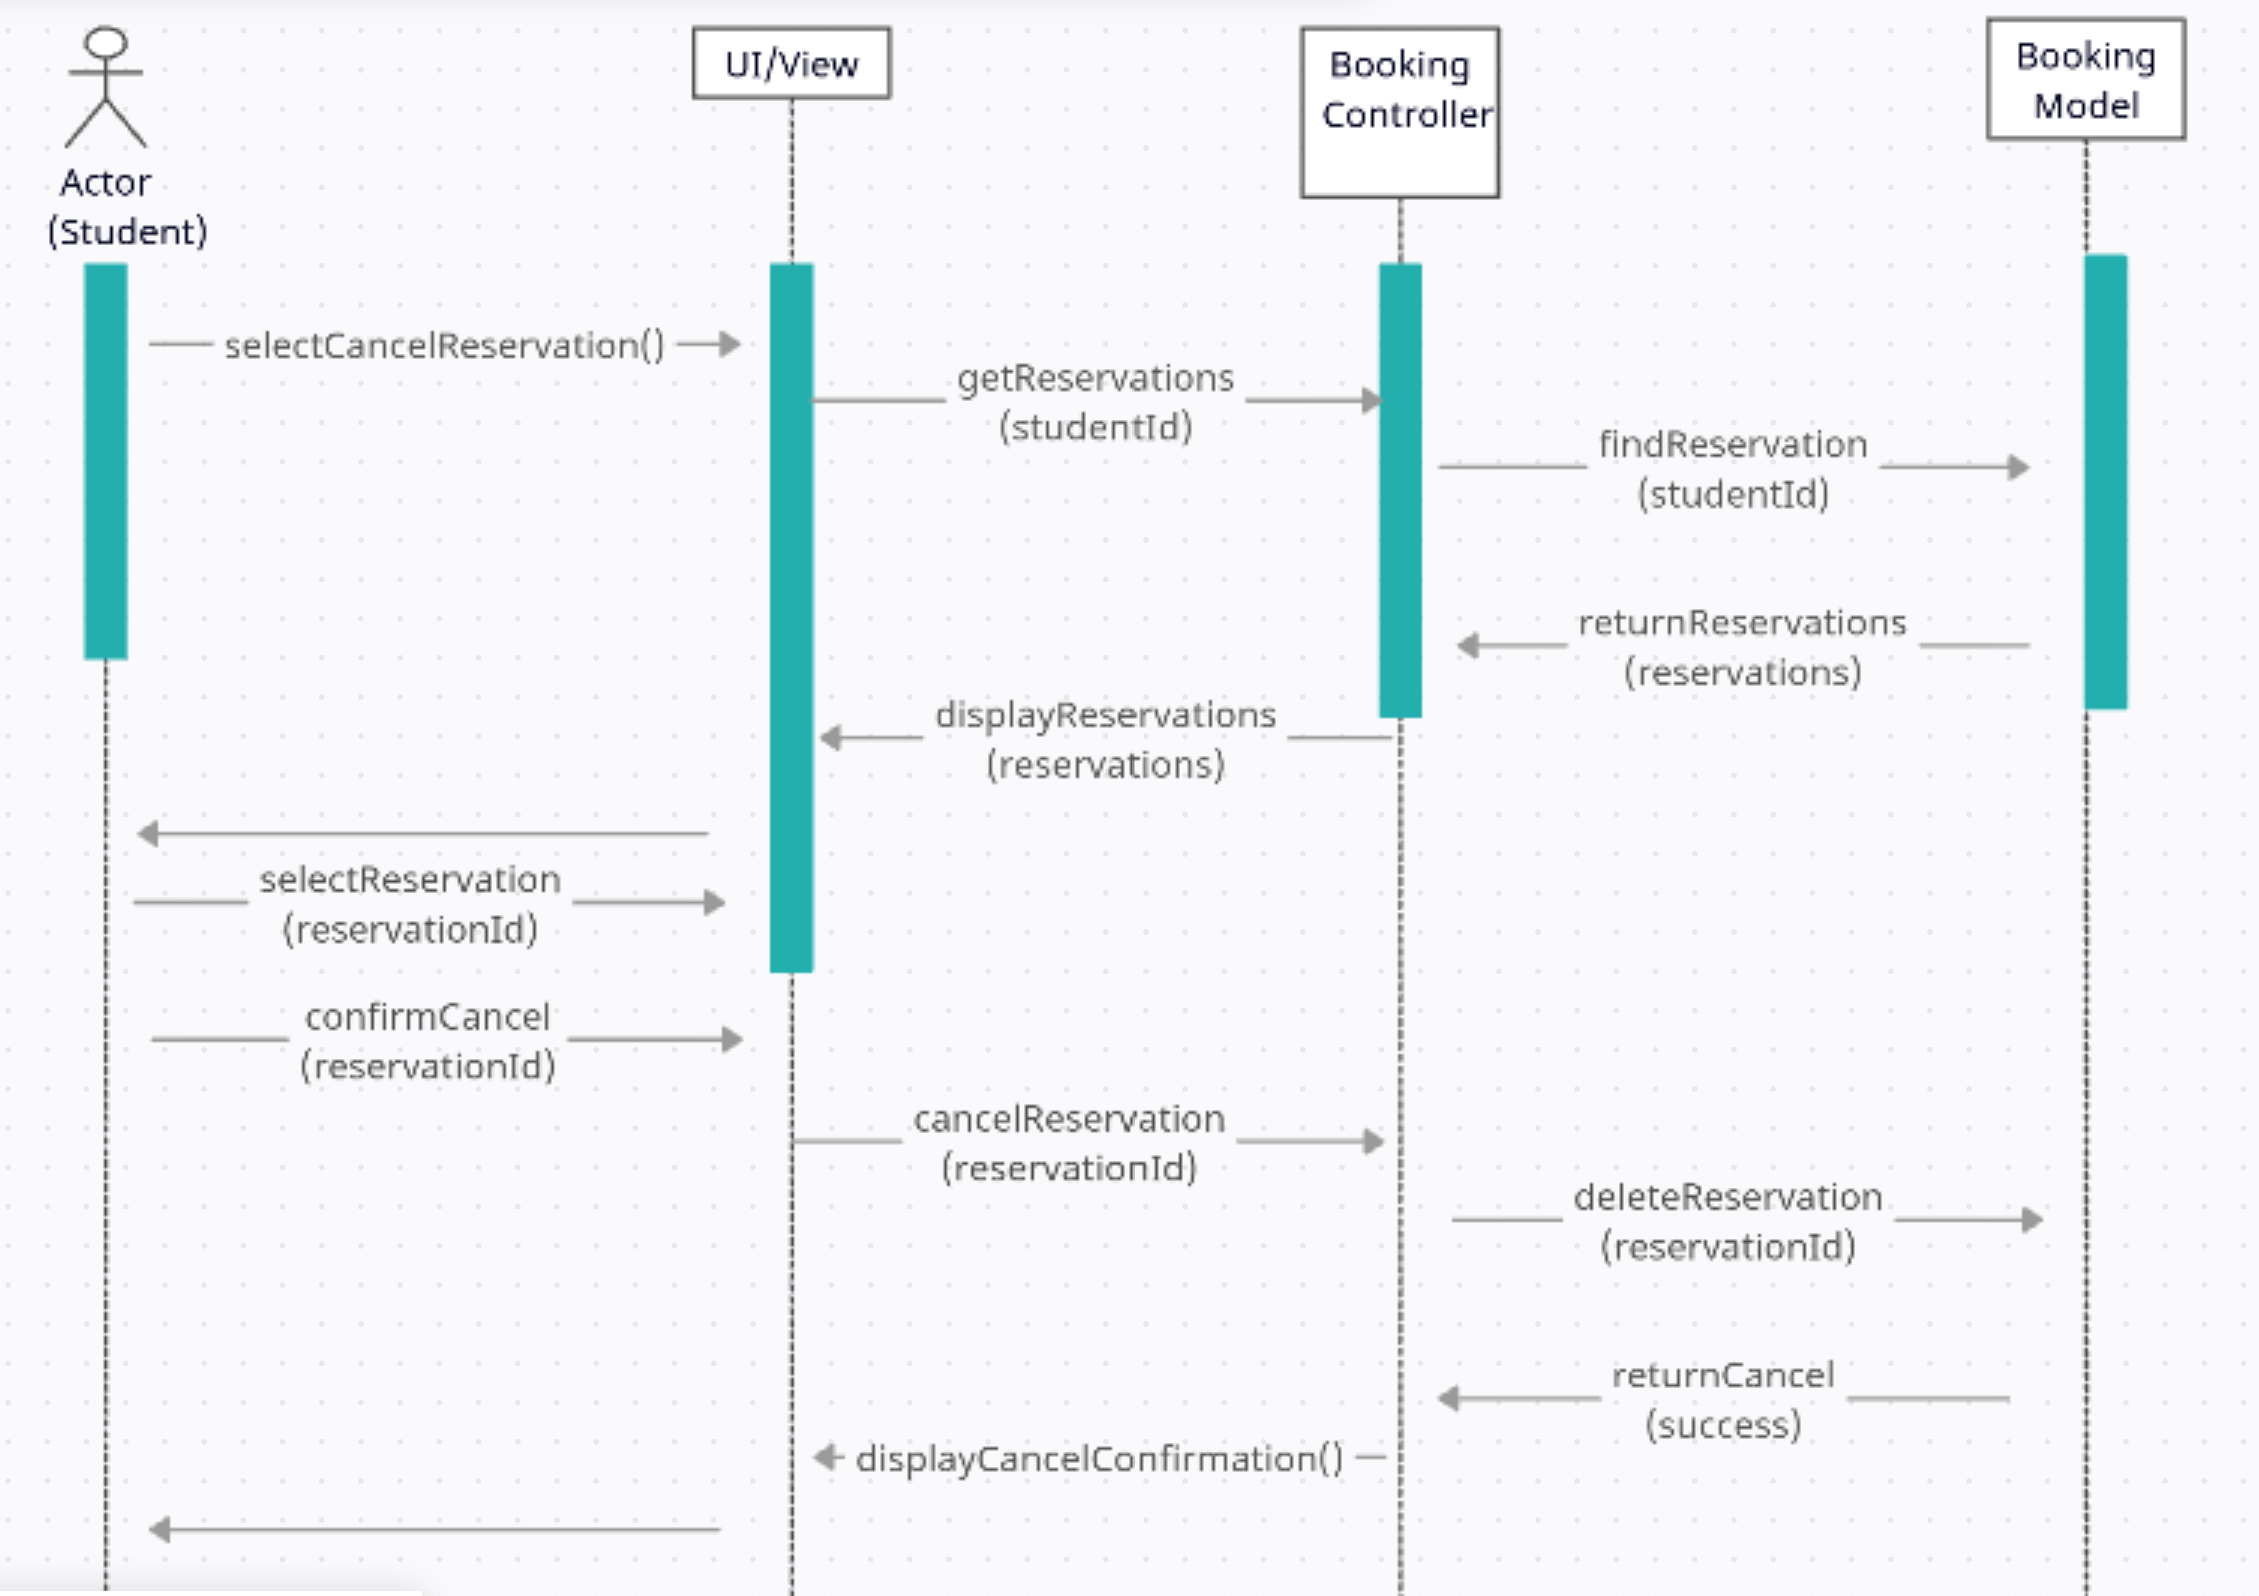 Actor
(Student)
UI/View
Booking
Controller
Booking
Model
selectCancelReservation()
getReservations
(studentId)
findReservation
(studentId)
returnReservations
(reservations)
displayReservations
(reservations)
selectReservation
(reservationId)
confirmCancel
(reservationId)
cancelReservation
(reservationId)
deleteReservation
(reservationId)
returnCancel
(success)
displayCancelConfirmation()